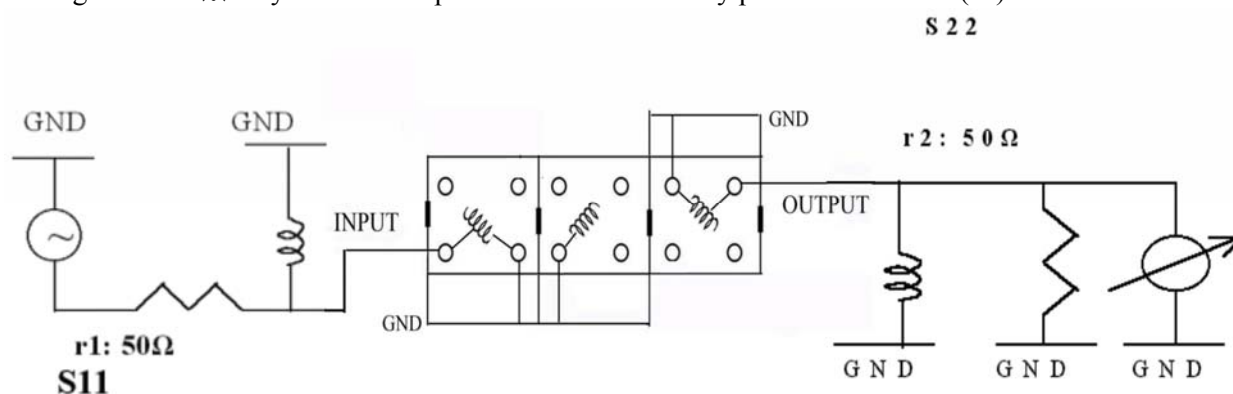 S 2 2
GND
GND
GND
r 2 : 5 0 Ω
INPUT
OUTPUT
GND
r1: 50Ω
S11
G N D
G N D
G N D